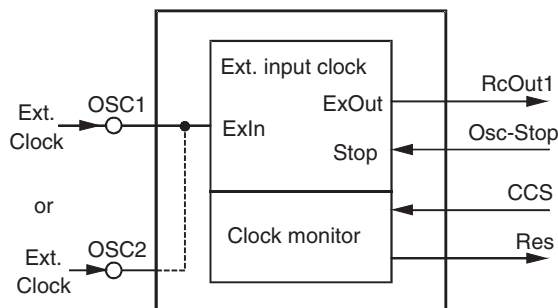 Ext. input clock
RcOut1
OSC1
ExOut
Ext.
Clock
ExIn
Osc-Stop
Stop
or
CCS
OSC2
Clock monitor
Res
Ext.
Clock